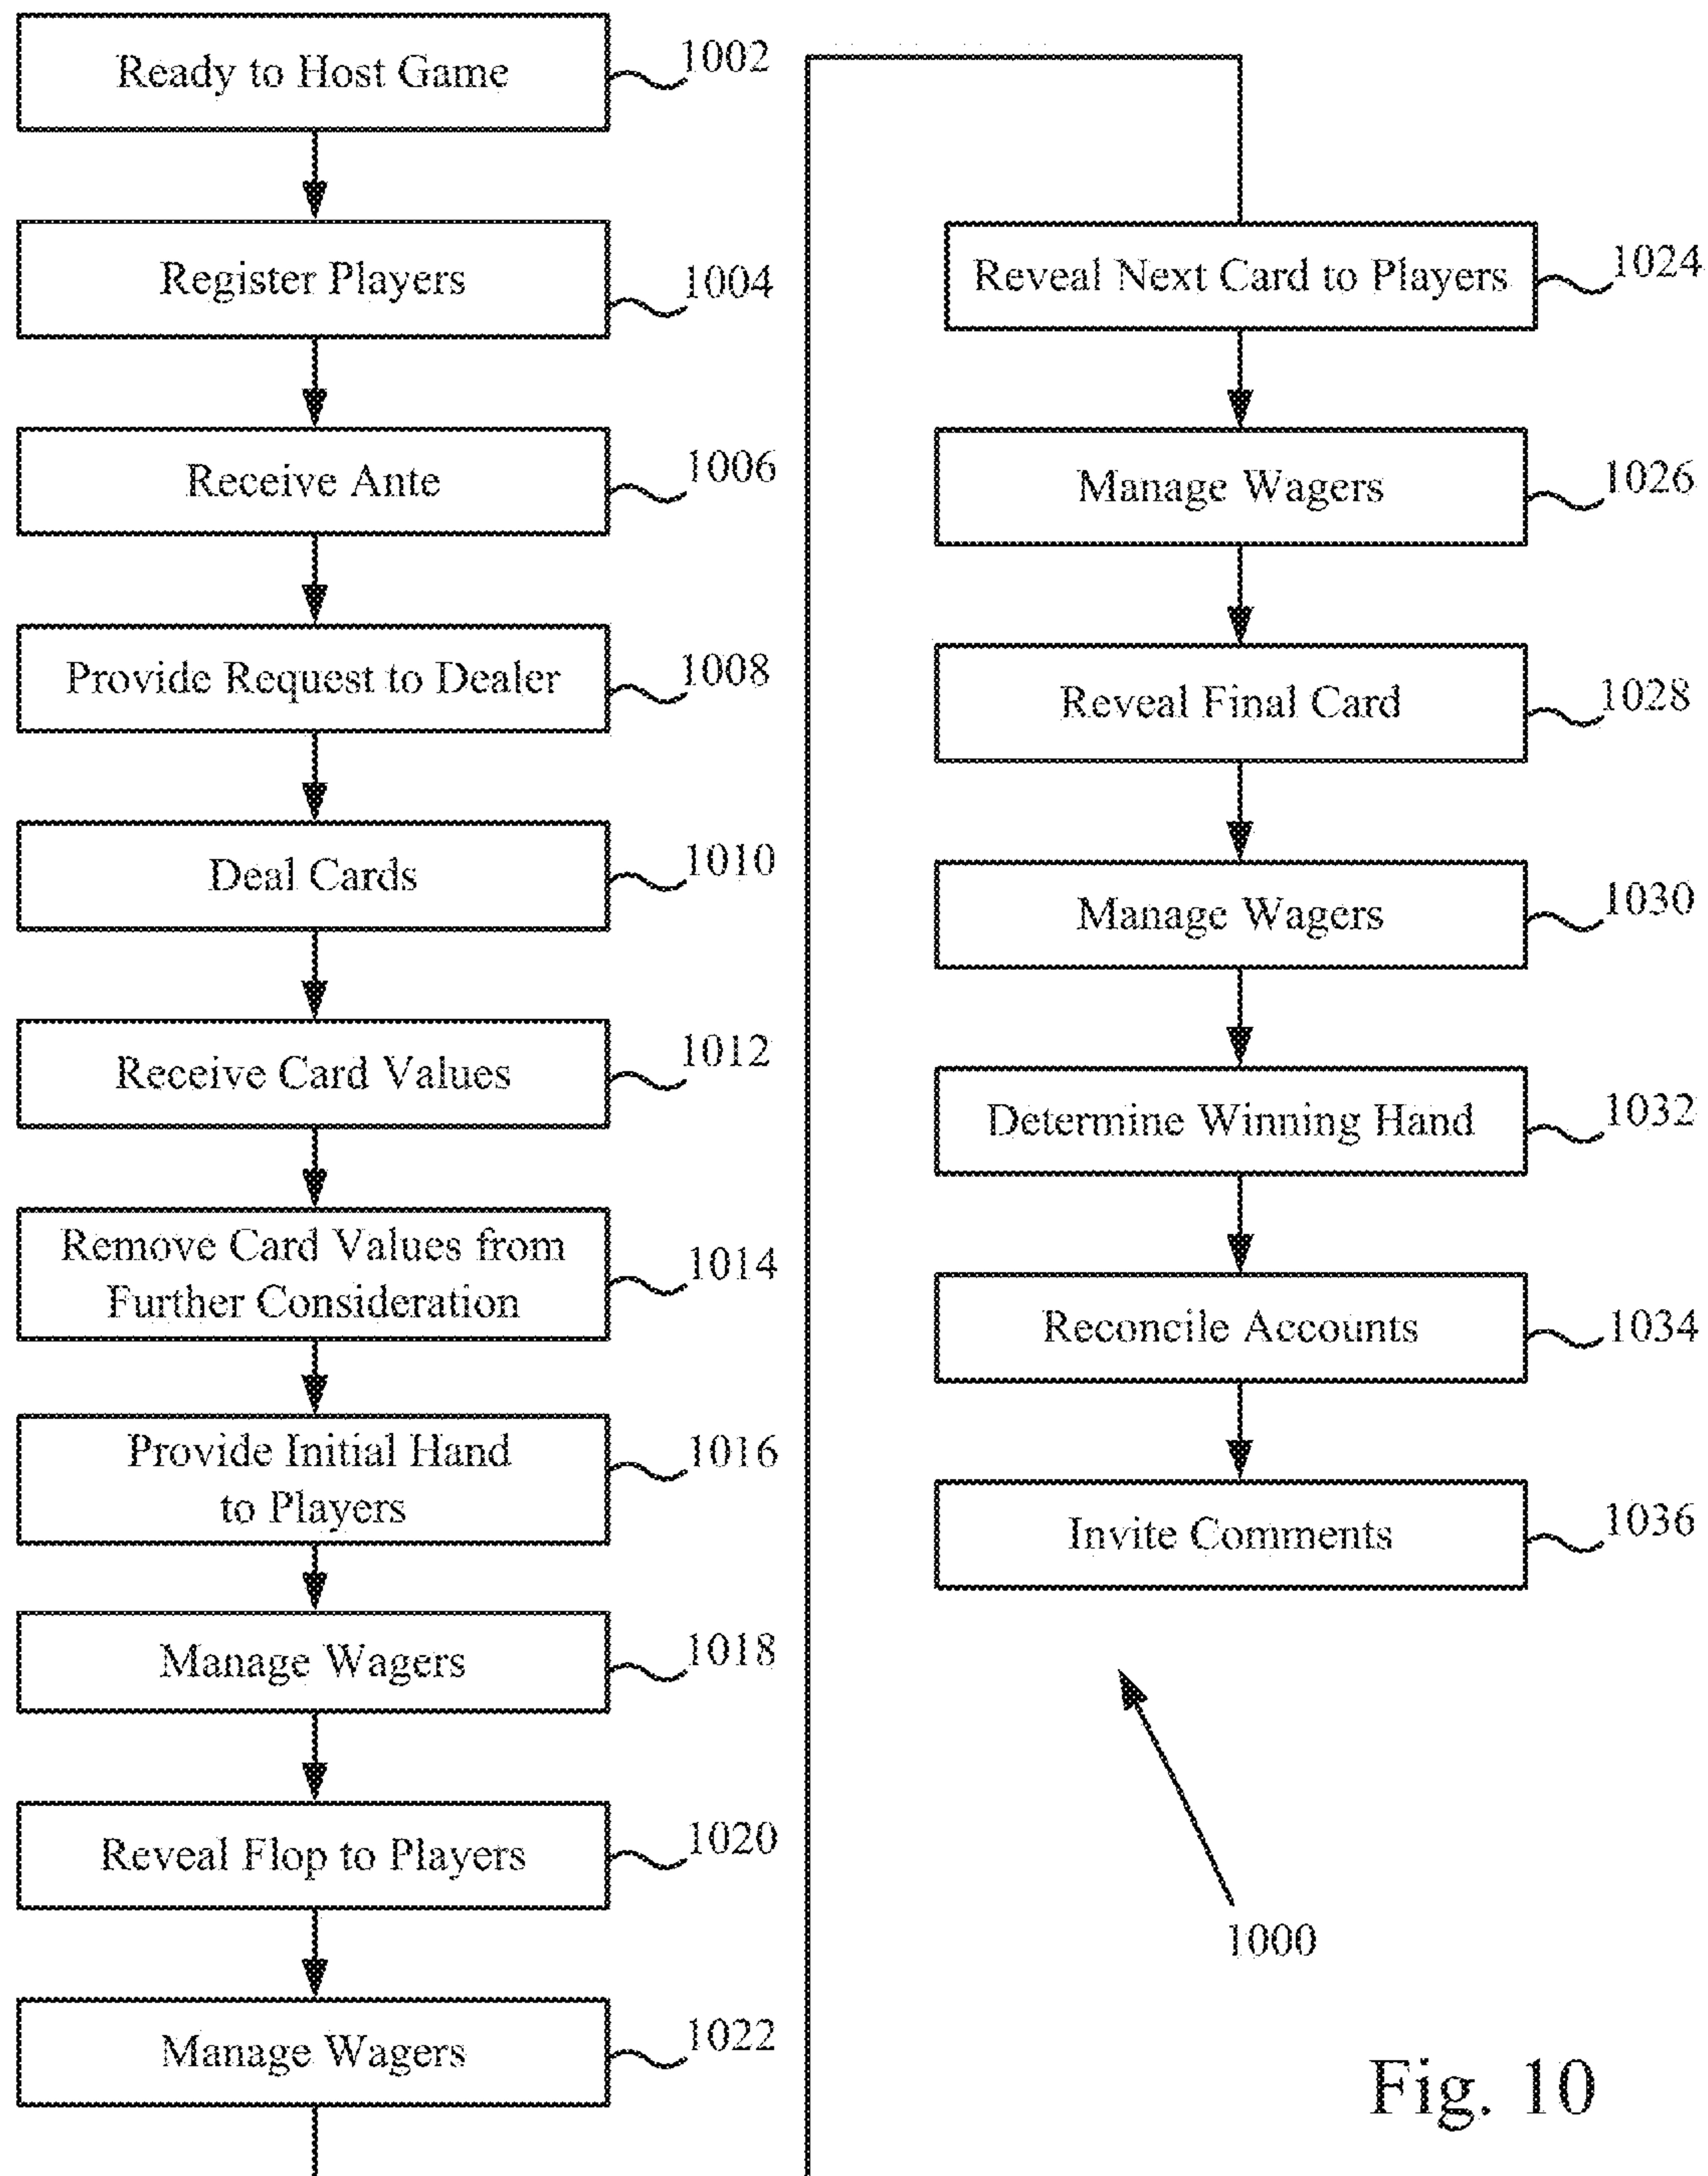 Ready to Host Game
1002
Register Players
1004
Receive Ante
1006
Provide Request to Dealer
1008
Deal Cards
1010
Receive Card Values
1012
Remove Card Values from
Further Consideration
1014
Provide Initial Hand
to Players
1016
Manage Wagers
1018
Reveal Flop to Players
1020
Manage Wagers
1022
Reveal Next Card to Players
1024
Manage Wagers
1026
Reveal Final Card
1028
Manage Wagers
1030
Determine Winning Hand
1032
Reconcile Accounts
1034
Invite Comments
1036
1000
Fig. 10